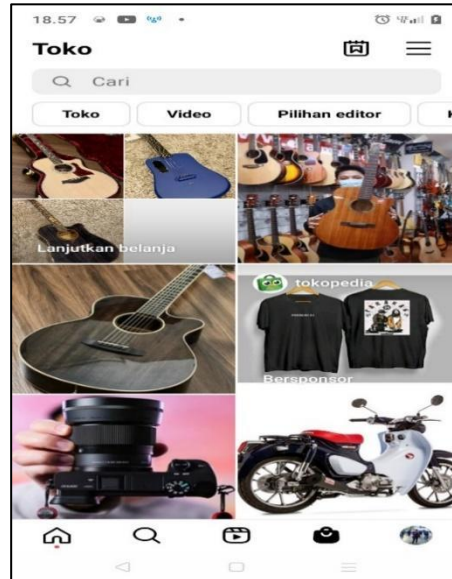 18.57
Toko
Cari
Toko
Video
Pilihan editor
Lanjutkan belanja
tokopedia
Bersponsor